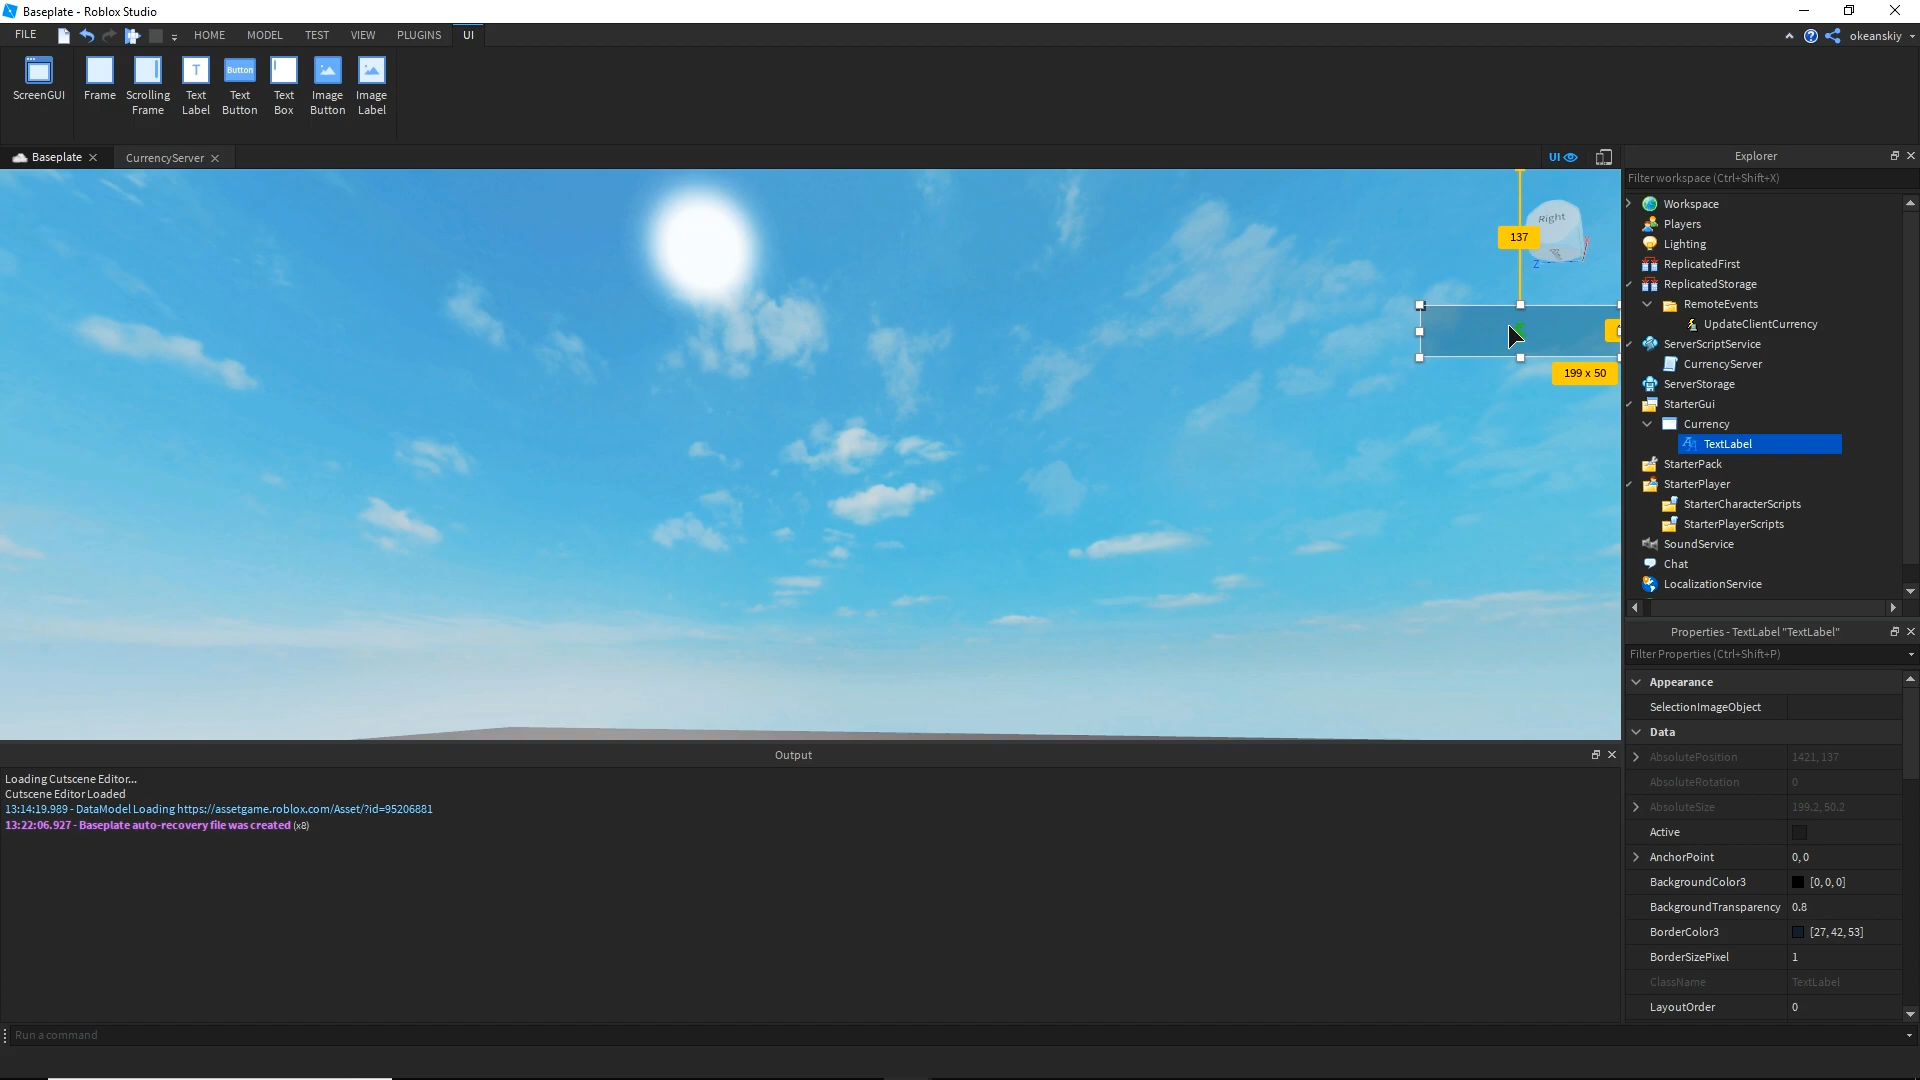 Baseplate - Roblox Studio
FILE
HOME
MODEL
TEST
VIEW
PLUGINS
UI
okeanskiy
ScreenGUI
Frame
Scrolling
Frame
T
Text
Label
Button
Text
Button
Text
Box
Image
Button
Image
Label
Baseplate
CurrencyServer
UI
Explorer
Filter workspace (Ctrl+Shift+X)
Workspace
Players
Lighting
ReplicatedFirst
ReplicatedStorage
RemoteEvents
UpdateClientCurrency
ServerScriptService
CurrencyServer
ServerStorage
StarterGui
Currency
TextLabel
StarterPack
StarterPlayer
StarterCharacterScripts
StarterPlayerScripts
SoundService
Chat
LocalizationService
Right
Z
137
199 x 50
Properties - TextLabel "TextLabel"
Filter Properties (Ctrl+Shift+P)
Appearance
SelectionImageObject
Data
AbsolutePosition 1421, 137
AbsoluteRotation 0
AbsoluteSize 199.2, 50.2
Active
AnchorPoint 0, 0
BackgroundColor3 [0, 0, 0]
BackgroundTransparency 0.8
BorderColor3 [27, 42, 53]
BorderSizePixel 1
ClassName TextLabel
LayoutOrder 0
Output
Loading Cutscene Editor...
Cutscene Editor Loaded
13:14:19.989 - DataModel Loading https://assetgame.roblox.com/Asset/?id=95206881
13:22:06.927 - Baseplate auto-recovery file was created (x8)
Run a command